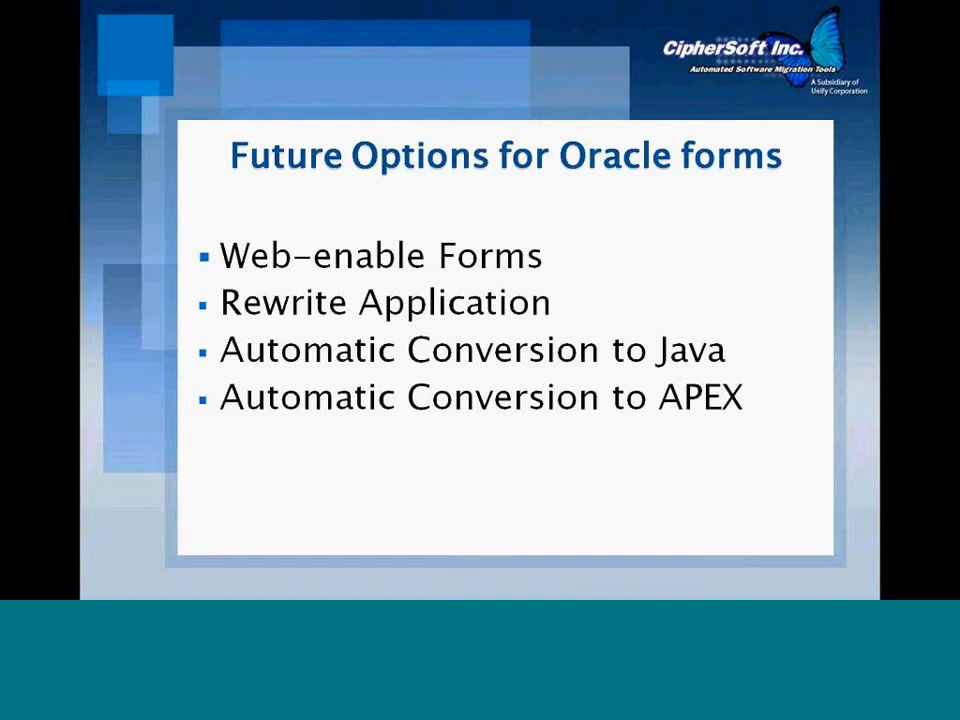 CipherSoft Inc.
Automated Software Migration Tools
A Subsidiary of
Unify Corporation
Future Options for Oracle forms
Web-enable Forms
Rewrite Application
Automatic Conversion to Java
Automatic Conversion to APEX